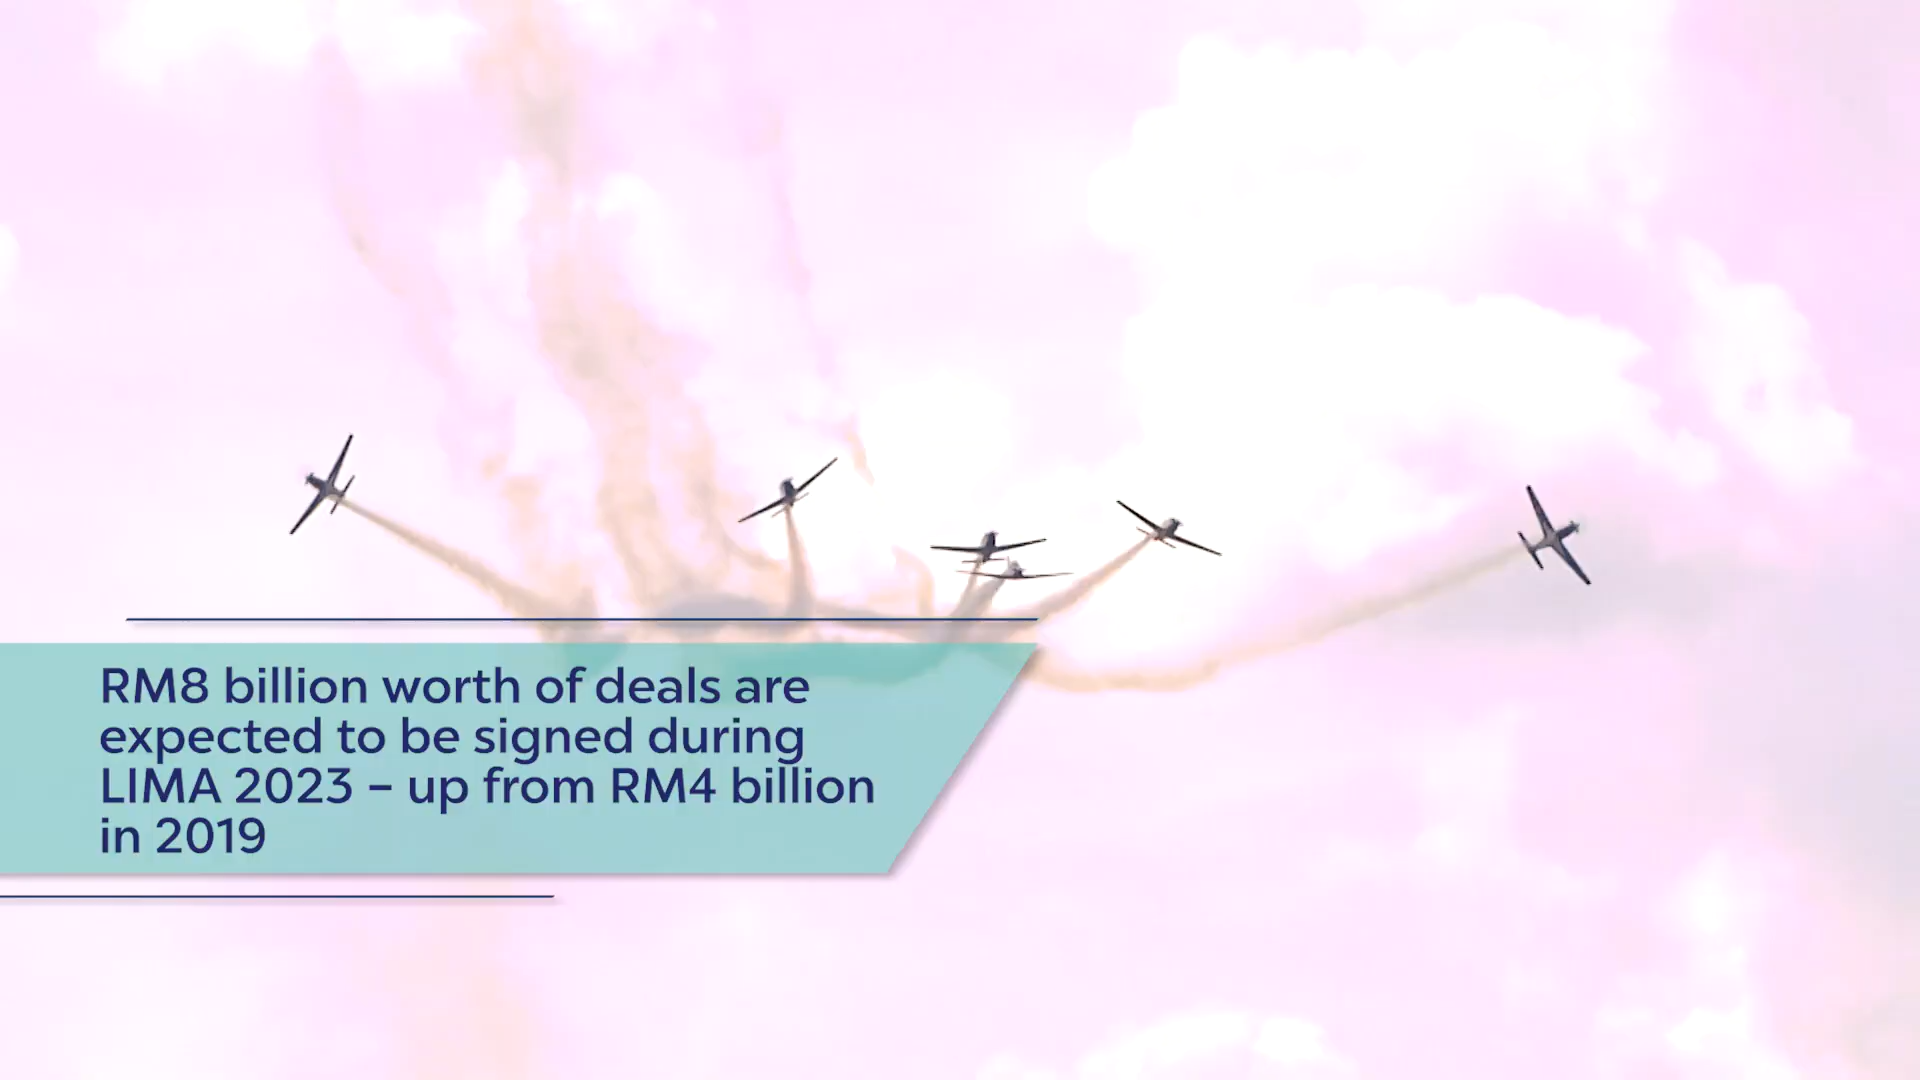 RM8 billion worth of deals are
expected to be signed during
LIMA 2023 – up from RM4 billion
in 2019